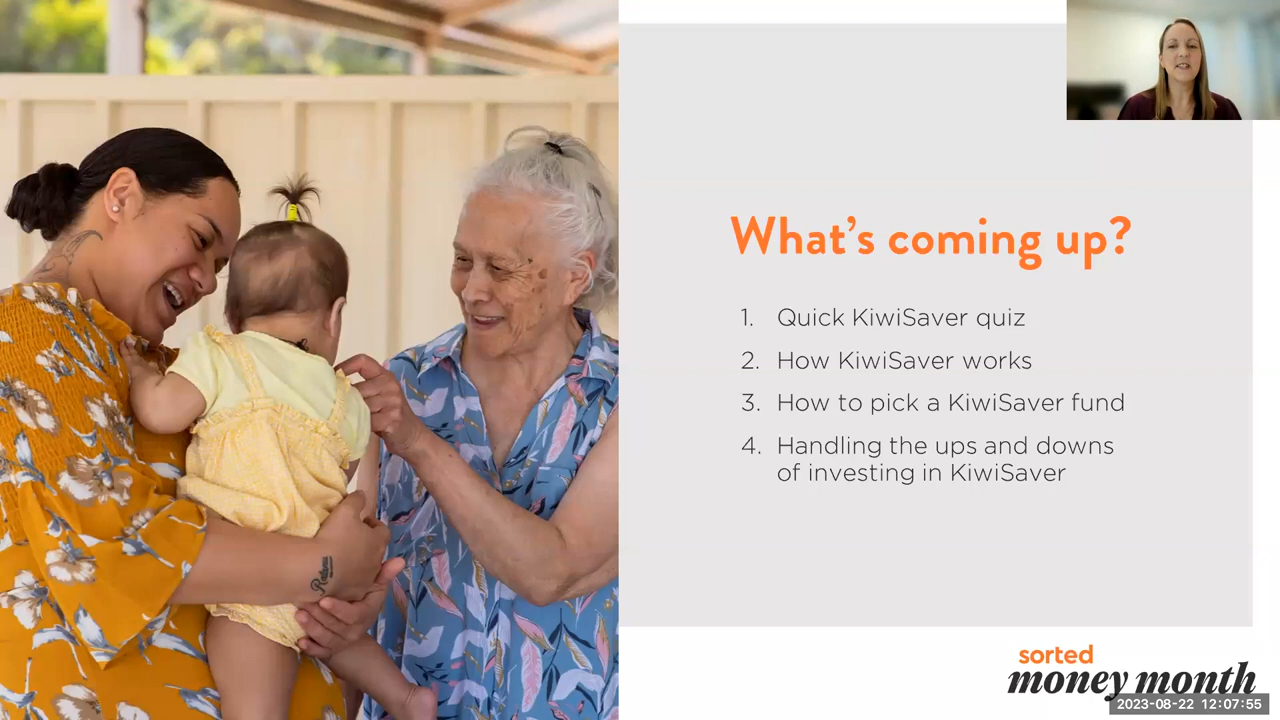 What's coming up?
1. Quick KiwiSaver quiz
2. How KiwiSaver works
3. How to pick a KiwiSaver fund
4. Handling the ups and downs
of investing in KiwiSaver
sorted
money month
2023-08-22 12:07:55